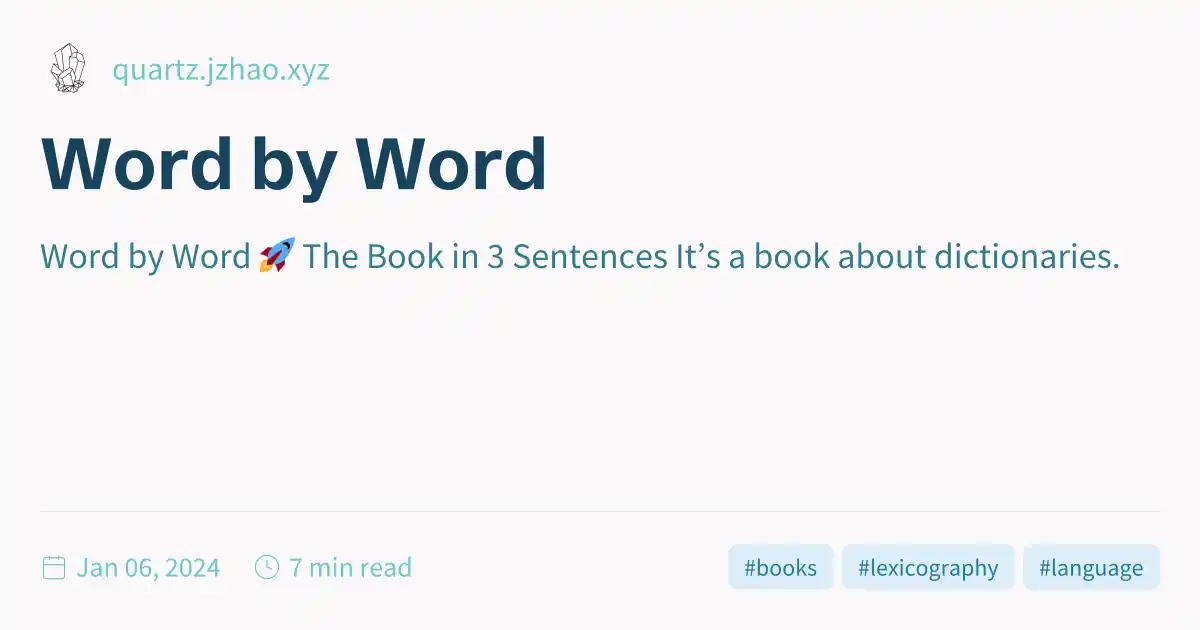 quartz.jzhao.xyz
Word by Word
Word by Word 🚀 The Book in 3 Sentences It’s a book about dictionaries.
Jan 06, 2024 7 min read #books #lexicography #language